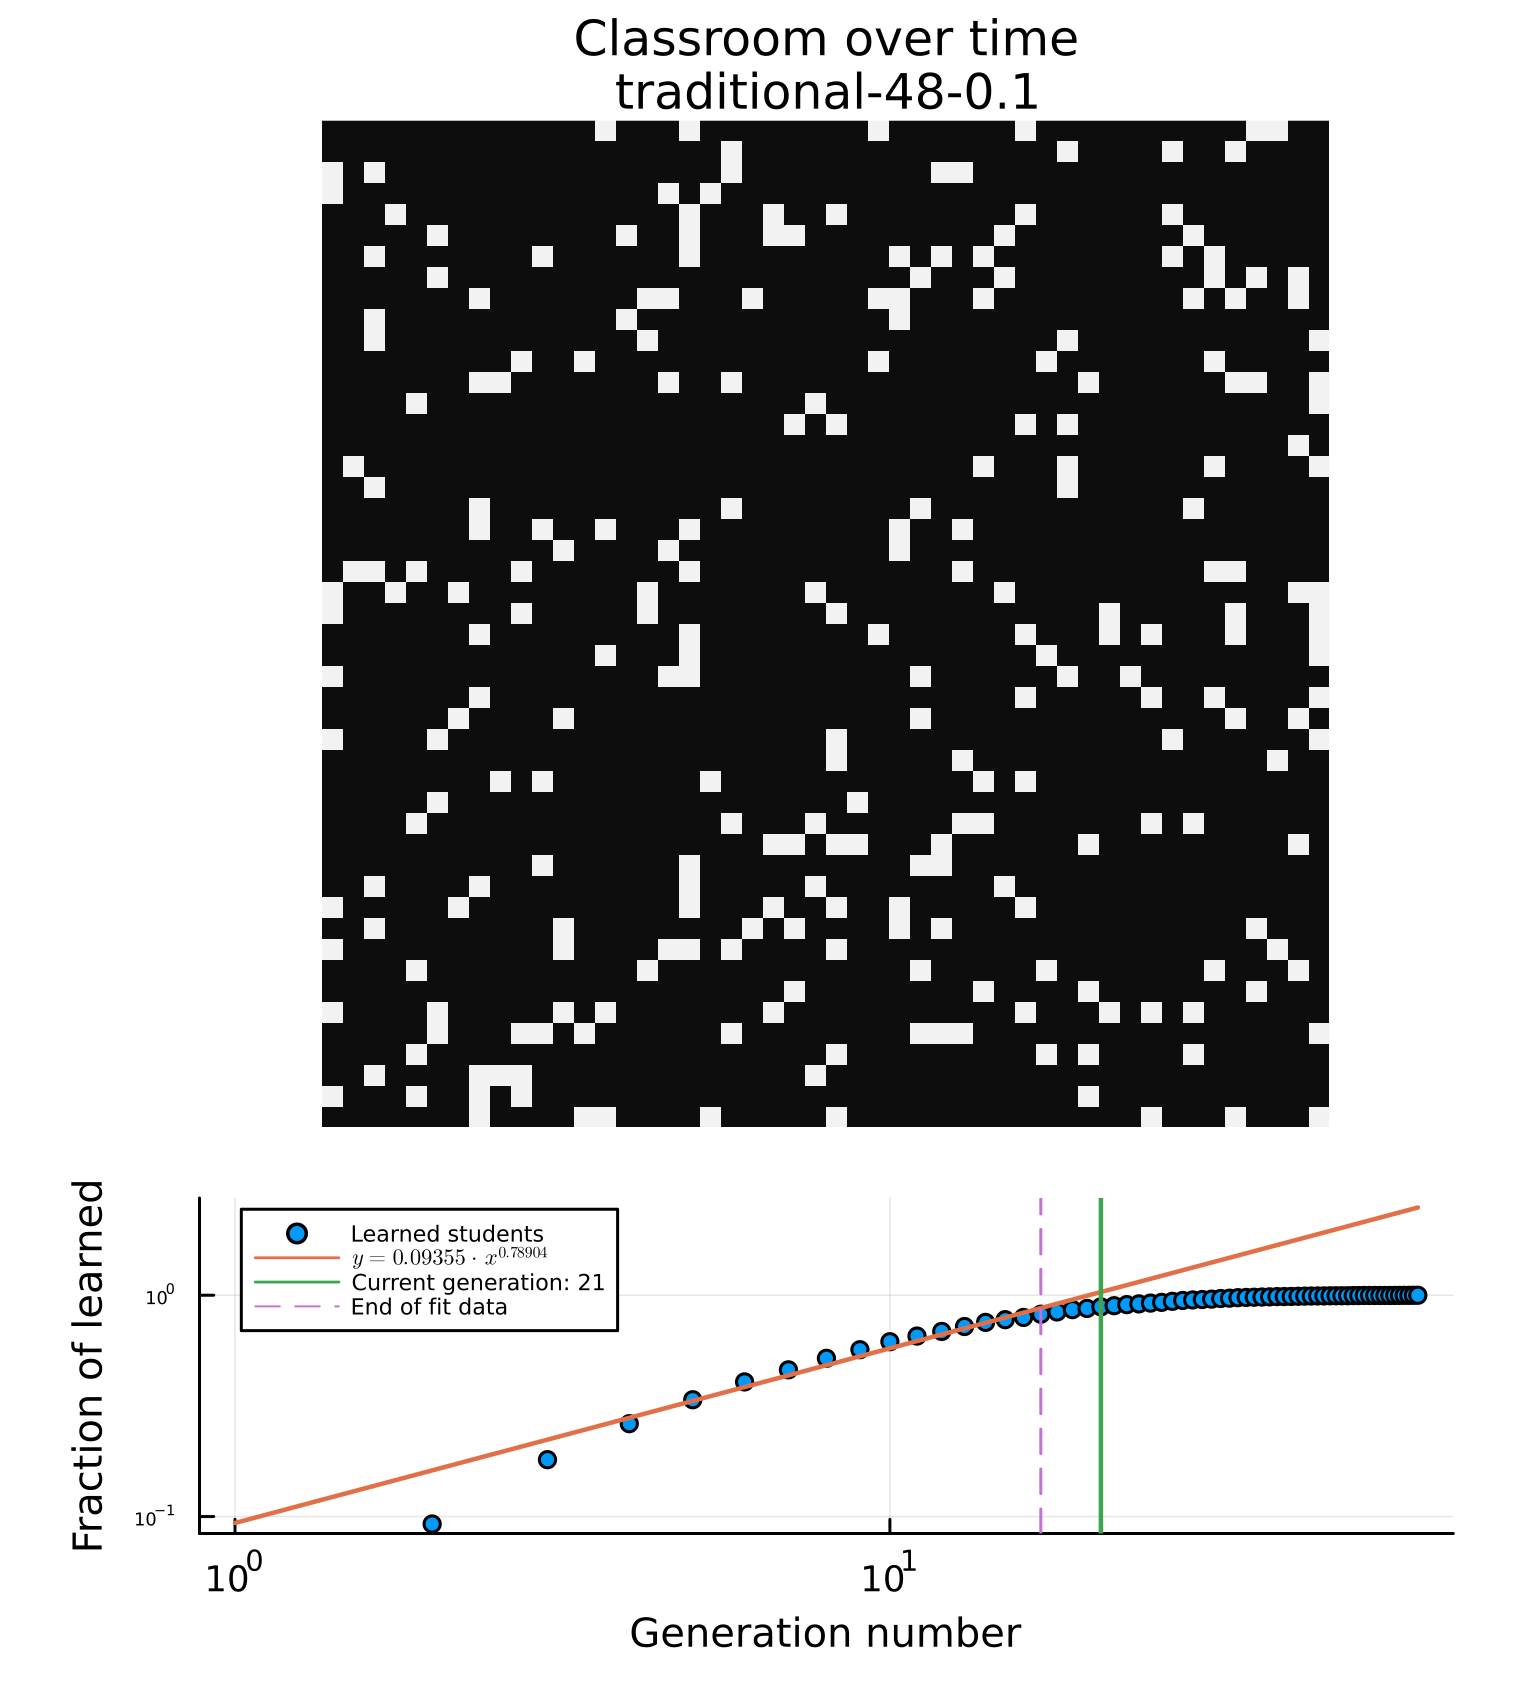 Classroom over time
traditional-48-0.1
Fraction of learned
Learned students
y = 0.09355 · x^0.78904
Current generation: 21
End of fit data
10^0
10^−1
10^0
10^1
Generation number